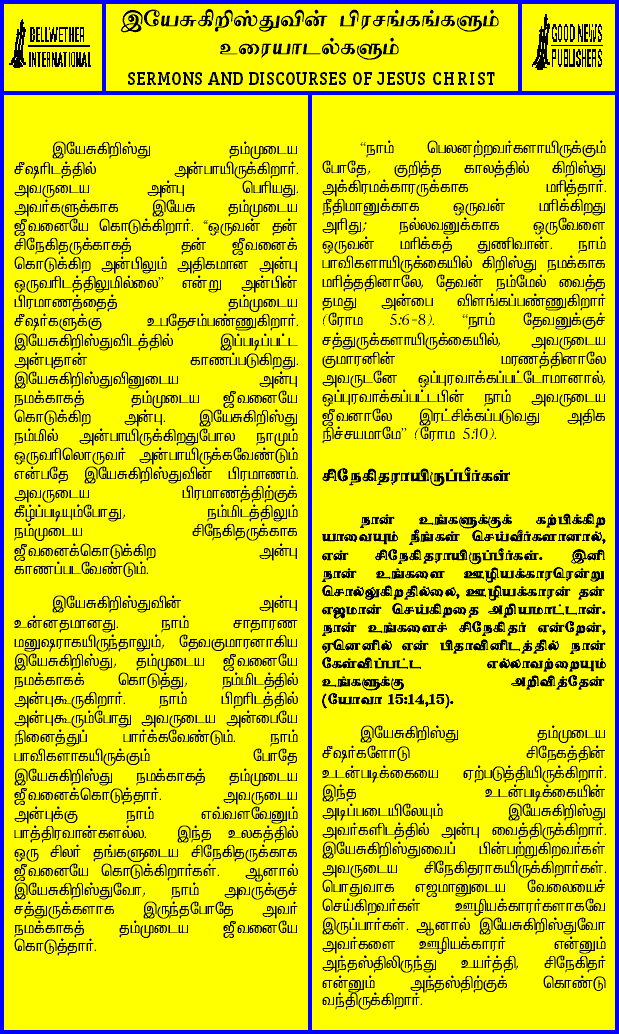 BELLWETHER
INTERNATIONAL
இயேசுகிறிஸ்துவின் பிரசங்கங்களும்
உரையாடல்களும்
SERMONS AND DISCOURSES OF JESUS CHRIST
GOOD NEWS
PUBLISHERS
இயேசுகிறிஸ்து தம்முடைய
சீஷரிடத்தில் அன்பாயிருக்கிறார்.
அவருடைய அன்பு பெரியது.
அவர்களுக்காக இயேசு தம்முடைய
ஜீவனையே கொடுக்கிறார். “ஒருவன் தன்
சிநேகிதருக்காகத் தன் ஜீவனைக்
கொடுக்கிற அன்பிலும் அதிகமான அன்பு
ஒருவரிடத்திலுமில்லை” என்று அன்பின்
பிரமாணத்தைத் தம்முடைய
சீஷர்களுக்கு உபதேசம்பண்ணுகிறார்.
இயேசுகிறிஸ்துவிடத்தில் இப்படிப்பட்ட
அன்புதான் காணப்படுகிறது.
இயேசுகிறிஸ்துவினுடைய அன்பு
நமக்காகத் தம்முடைய ஜீவனையே
கொடுக்கிற அன்பு. இயேசுகிறிஸ்து
நம்மில் அன்பாயிருக்கிறதுபோல நாமும்
ஒருவரிலொருவர் அன்பாயிருக்கவேண்டும்
என்பதே இயேசுகிறிஸ்துவின் பிரமாணம்.
அவருடைய பிரமாணத்திற்குக்
கீழ்ப்படியும்போது, நம்மிடத்திலும்
நம்முடைய சிநேகிதருக்காக
ஜீவனைக்கொடுக்கிற அன்பு
காணப்படவேண்டும்.
இயேசுகிறிஸ்துவின் அன்பு
உன்னதமானது. நாம் சாதாரண
மனுஷராகயிருந்தாலும், தேவகுமாரனாகிய
இயேசுகிறிஸ்து, தம்முடைய ஜீவனையே
நமக்காகக் கொடுத்து, நம்மிடத்தில்
அன்புகூருகிறார். நாம் பிறரிடத்தில்
அன்புகூரும்போது அவருடைய அன்பையே
நினைத்துப் பார்க்கவேண்டும். நாம்
பாவிகளாகயிருக்கும் போதே
இயேசுகிறிஸ்து நமக்காகத் தம்முடைய
ஜீவனைக்கொடுத்தார். அவருடைய
அன்புக்கு நாம் எவ்வளவேனும்
பாத்திரவான்களல்ல. இந்த உலகத்தில்
ஒரு சிலர் தங்களுடைய சிநேகிதருக்காக
ஜீவனையே கொடுக்கிறார்கள். ஆனால்
இயேசுகிறிஸ்துவோ, நாம் அவருக்குச்
சத்துருக்களாக இருந்தபோதே அவர்
நமக்காகத் தம்முடைய ஜீவனையே
கொடுத்தார்.
“நாம் பெலனற்றவர்களாயிருக்கும்
போதே, குறித்த காலத்தில் கிறிஸ்து
அக்கிரமக்காரருக்காக மரித்தார்.
நீதிமானுக்காக ஒருவன் மரிக்கிறது
அரிது; நல்லவனுக்காக ஒருவேளை
ஒருவன் மரிக்கத் துணிவான். நாம்
பாவிகளாயிருக்கையில் கிறிஸ்து நமக்காக
மரித்ததினாலே, தேவன் நம்மேல் வைத்த
தமது அன்பை விளங்கப்பண்ணுகிறார்
(ரோம 5:6-8). “நாம் தேவனுக்குச்
சத்துருக்களாயிருக்கையில், அவருடைய
குமாரனின் மரணத்தினாலே
அவருடனே ஒப்புரவாக்கப்பட்டோமானால்,
ஒப்புரவாக்கப்பட்டபின் நாம் அவருடைய
ஜீவனாலே இரட்சிக்கப்படுவது அதிக
நிச்சயமாமே” (ரோம 5:10).
சிநேகிதராயிருப்பீர்கள்
நான் உங்களுக்குக் கற்பிக்கிற
யாவையும் நீங்கள் செய்வீர்களானால்,
என் சிநேகிதராயிருப்பீர்கள். இனி
நான் உங்களை ஊழியக்காரரென்று
சொல்லுகிறதில்லை, ஊழியக்காரன் தன்
எஜமான் செய்கிறதை அறியமாட்டான்.
நான் உங்களைச் சிநேகிதர் என்றேன்,
ஏனெனில் என் பிதாவினிடத்தில் நான்
கேள்விப்பட்ட எல்லாவற்றையும்
உங்களுக்கு அறிவித்தேன்
(யோவா 15:14,15).
இயேசுகிறிஸ்து தம்முடைய
சீஷர்களோடு சிநேகத்தின்
உடன்படிக்கையை ஏற்படுத்தியிருக்கிறார்.
இந்த உடன்படிக்கையின்
அடிப்படையிலேயும் இயேசுகிறிஸ்து
அவர்களிடத்தில் அன்பு வைத்திருக்கிறார்.
இயேசுகிறிஸ்துவைப் பின்பற்றுகிறவர்கள்
அவருடைய சிநேகிதராகயிருக்கிறார்கள்.
பொதுவாக எஜமானுடைய வேலையைச்
செய்கிறவர்கள் ஊழியக்காரர்களாகவே
இருப்பார்கள். ஆனால் இயேசுகிறிஸ்துவோ
அவர்களை ஊழியக்காரர் என்னும்
அந்தஸ்திலிருந்து உயர்த்தி, சிநேகிதர்
என்னும் அந்தஸ்திற்குக் கொண்டு
வந்திருக்கிறார்.